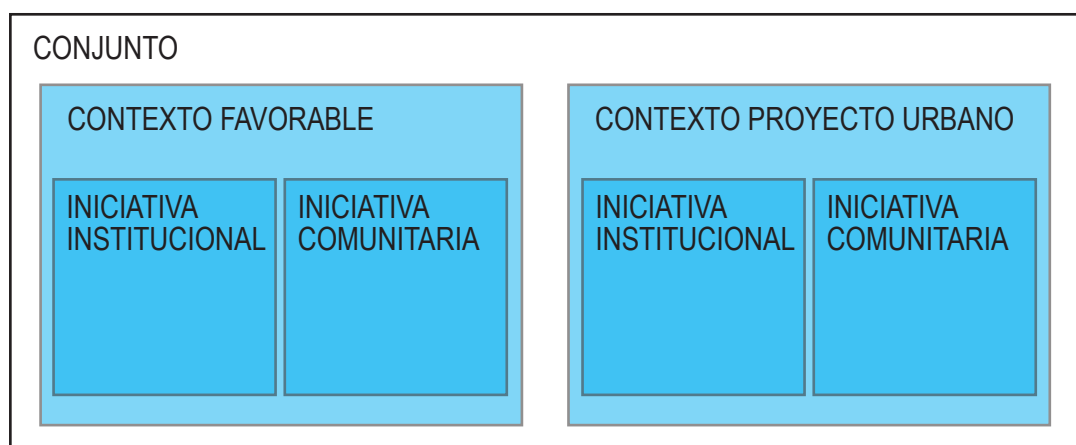 CONJUNTO
CONTEXTO FAVORABLE
INICIATIVA
INSTITUCIONAL
INICIATIVA
COMUNITARIA
CONTEXTO PROYECTO URBANO
INICIATIVA
INSTITUCIONAL
INICIATIVA
COMUNITARIA